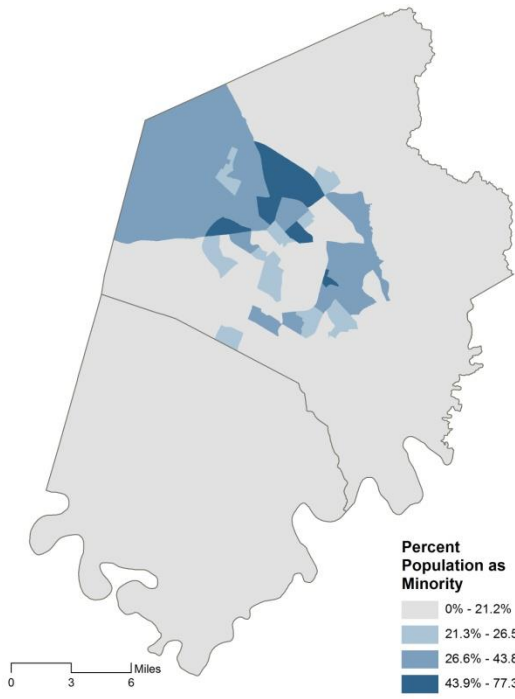 Percent
Population as
Minority
0% - 21.2%
21.3% - 26.5
26.6% - 43.8
43.9% - 77.3
Miles
0 3 6